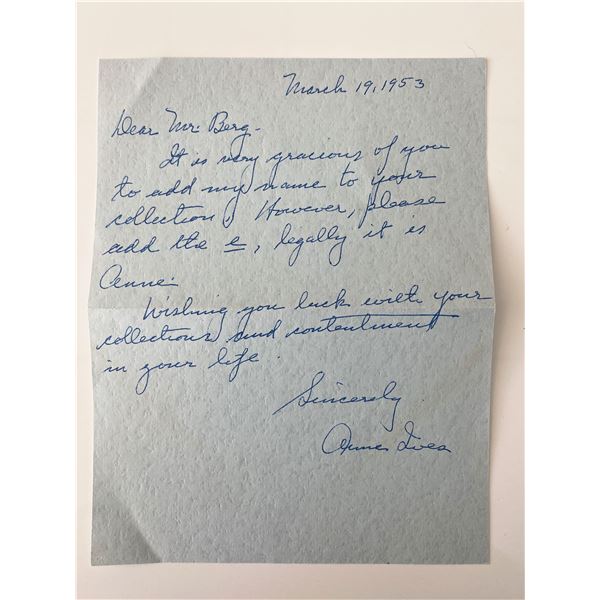 March 19, 1953
Dear Mr. Berg -
It is very gracious of you
to add my name to your
collection. However, please
add the e, legally it is
Anne.
Wishing you luck with your
collections and contentment
in your life.
Sincerely
Anne Ives